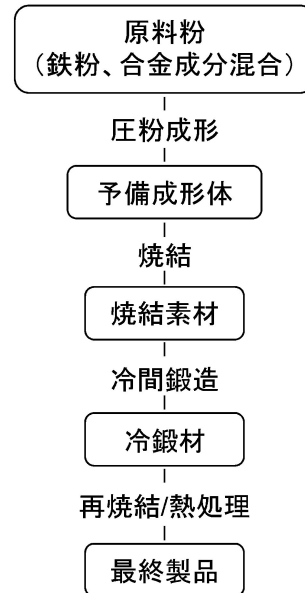 原料粉
（鉄粉、合金成分混合）
圧粉成形
予備成形体
焼結
焼結素材
冷間鍛造
冷鍛材
再焼結/熱処理
最終製品